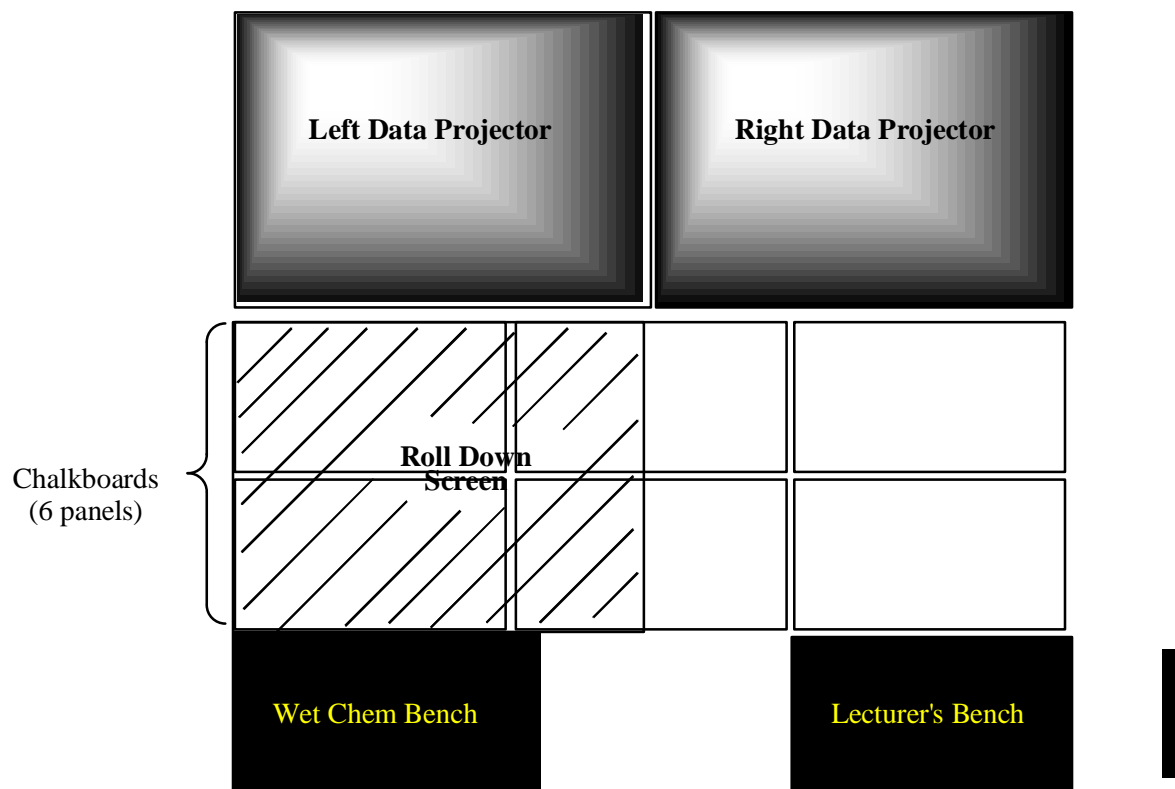 Left Data Projector
Right Data Projector
Roll Down
Screen
Chalkboards
(6 panels)
Wet Chem Bench
Lecturer's Bench